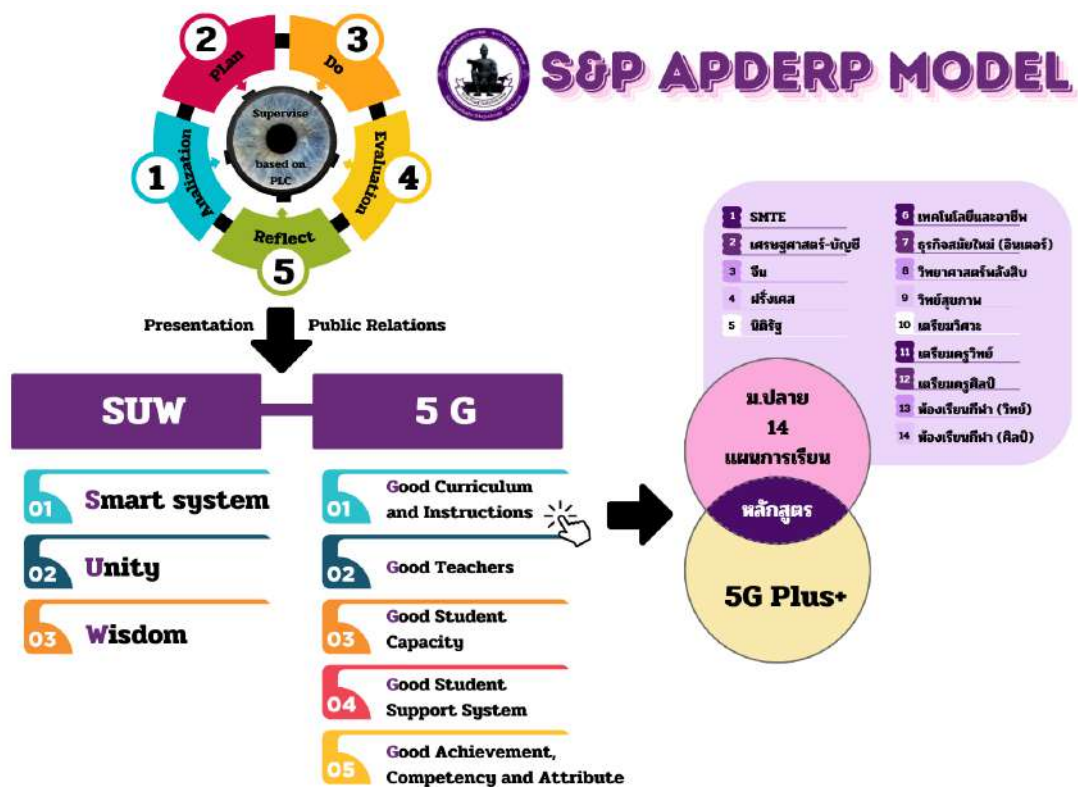 S&P APDERP MODEL
1
Analization
2
PLan
3
Do
4
Evaluation
5
Reflect
Supervise
based on
PLC
Presentation
Public Relations
SUW
01
Smart system
02
Unity
03
Wisdom
5 G
01
Good Curriculum
and Instructions
02
Good Teachers
03
Good Student
Capacity
04
Good Student
Support System
05
Good Achievement,
Competency and Attribute
1 SMTE
2 เศรษฐศาสตร์-บัญชี
3 จีน
4 ฝรั่งเศส
5 นิติรัฐ
6 เทคโนโลยีและอาชีพ
7 ธุรกิจสมัยใหม่ (อินเตอร์)
8 วิทยาศาสตร์พลังสิบ
9 วิทย์สุขภาพ
10 เตรียมวิศวะ
11 เตรียมครูวิทย์
12 เตรียมครูศิลป์
13 ห้องเรียนกีฬา (วิทย์)
14 ห้องเรียนกีฬา (ศิลป์)
ม.ปลาย
14
แผนการเรียน
หลักสูตร
5G Plus+